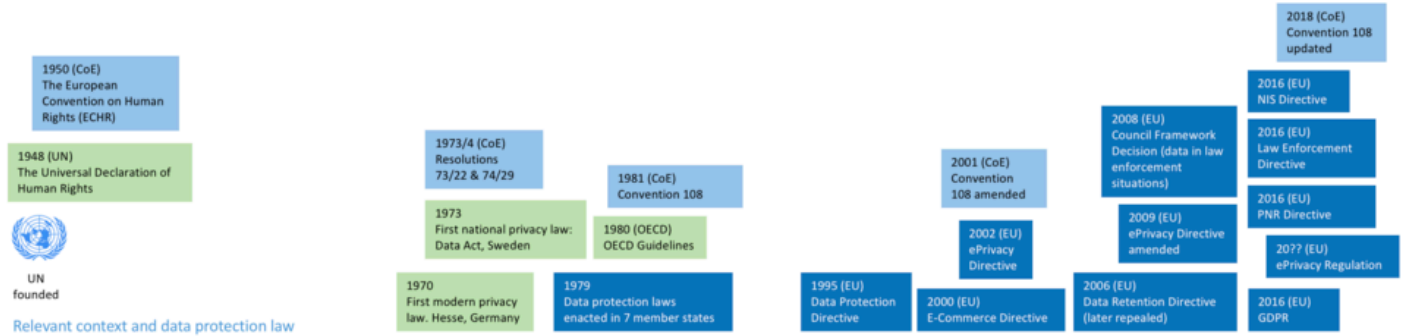 1950 (CoE)
The European
Convention on Human
Rights (ECHR)
1948 (UN)
The Universal Declaration of
Human Rights
UN
founded
Relevant context and data protection law
1973/4 (CoE)
Resolutions
73/22 & 74/29
1973
First national privacy law:
Data Act, Sweden
1970
First modern privacy
law. Hesse, Germany
1981 (CoE)
Convention 108
1980 (OECD)
OECD Guidelines
1979
Data protection laws
enacted in 7 member states
1995 (EU)
Data Protection
Directive
2001 (CoE)
Convention
108 amended
2002 (EU)
ePrivacy
Directive
2000 (EU)
E-Commerce Directive
2008 (EU)
Council Framework
Decision (data in law
enforcement
situations)
2009 (EU)
ePrivacy Directive
amended
2006 (EU)
Data Retention Directive
(later repealed)
2018 (CoE)
Convention 108
updated
2016 (EU)
NIS Directive
2016 (EU)
Law Enforcement
Directive
2016 (EU)
PNR Directive
20?? (EU)
ePrivacy Regulation
2016 (EU)
GDPR